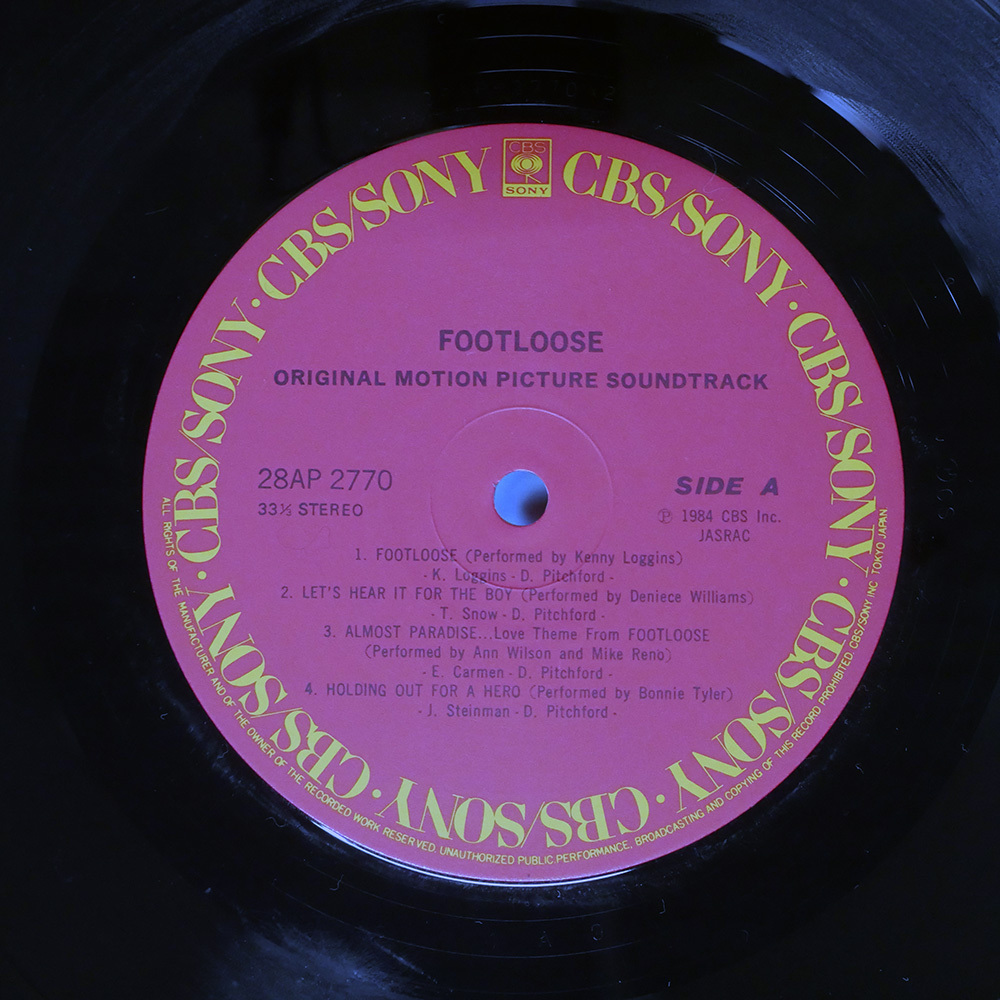 CBS
SONY
CBS/SONY · CBS/SONY · CBS/SONY · CBS/SONY · CBS/SONY · CBS/SONY · CBS/SONY · CBS/SONY
FOOTLOOSE
ORIGINAL MOTION PICTURE SOUNDTRACK
28AP 2770
33⅓ STEREO
SIDE A
Ⓟ 1984 CBS Inc.
JASRAC
1. FOOTLOOSE (Performed by Kenny Loggins)
- K. Loggins - D. Pitchford -
2. LET'S HEAR IT FOR THE BOY (Performed by Deniece Williams)
- T. Snow - D. Pitchford -
3. ALMOST PARADISE...Love Theme From FOOTLOOSE
(Performed by Ann Wilson and Mike Reno)
- E. Carmen - D. Pitchford -
4. HOLDING OUT FOR A HERO (Performed by Bonnie Tyler)
- J. Steinman - D. Pitchford -
ALL RIGHTS OF THE MANUFACTURER AND OF THE OWNER OF THE RECORDED WORK RESERVED. UNAUTHORIZED PUBLIC PERFORMANCE. BROADCASTING AND COPYING OF THIS RECORD PROHIBITED. CBS/SONY INC. TOKYO JAPAN.